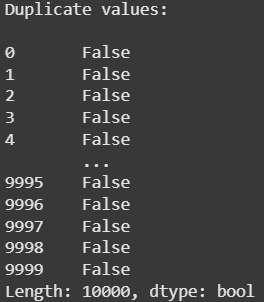 Duplicate values:
0 False
1 False
2 False
3 False
4 False
...
9995 False
9996 False
9997 False
9998 False
9999 False
Length: 10000, dtype: bool